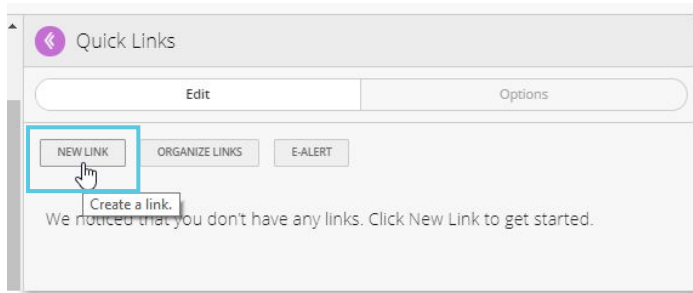 Quick Links
Edit Options
NEW LINK ORGANIZE LINKS E-ALERT
Create a link.
We noticed that you don't have any links. Click New Link to get started.